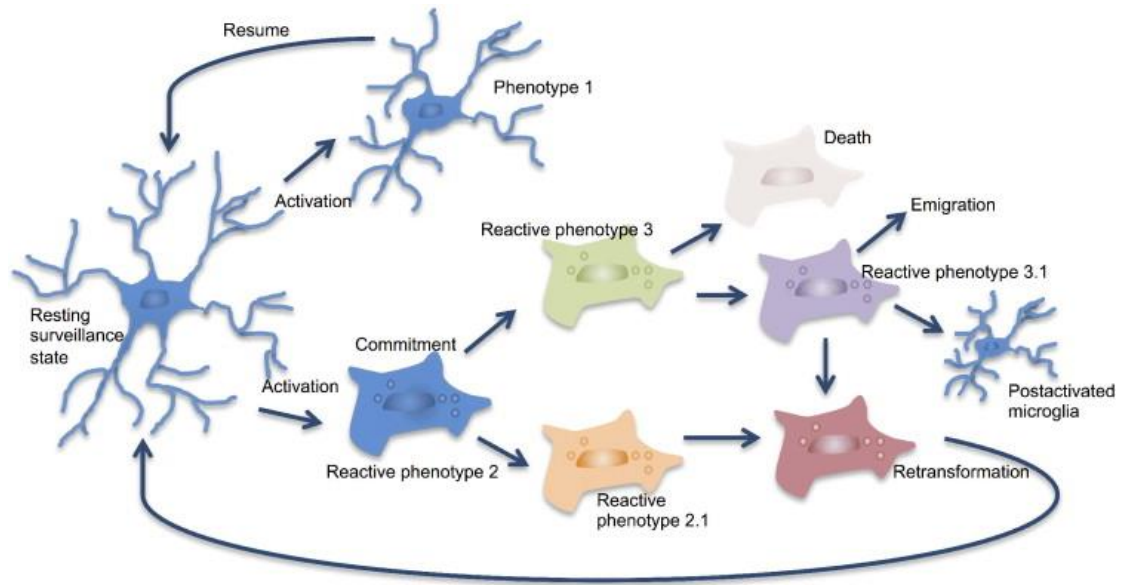 Resume
Phenotype 1
Activation
Death
Emigration
Reactive phenotype 3
Reactive phenotype 3.1
Resting
surveillance
state
Commitment
Activation
Postactivated
microglia
Reactive phenotype 2
Retransformation
Reactive
phenotype 2.1